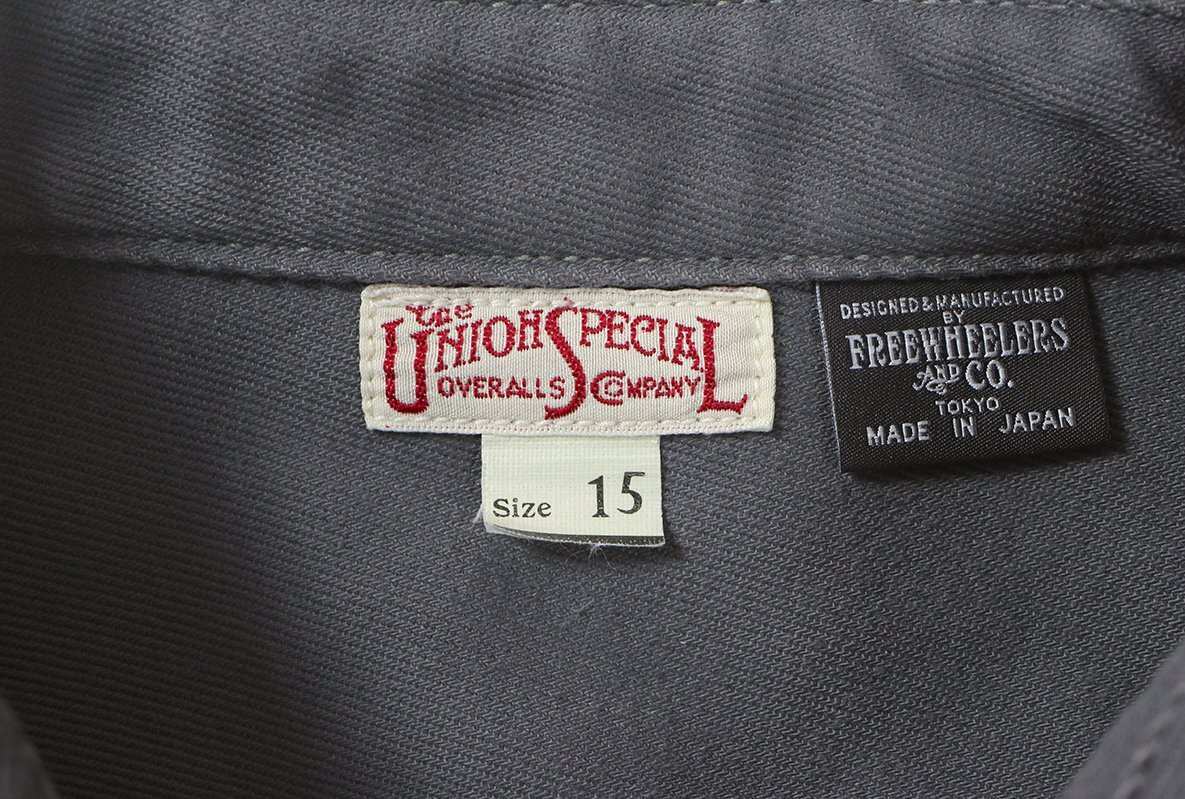 The
UNION SPECIAL
OVERALLS COMPANY
Size 15
DESIGNED & MANUFACTURED
BY
FREEWHEELERS
AND CO.
TOKYO
MADE IN JAPAN